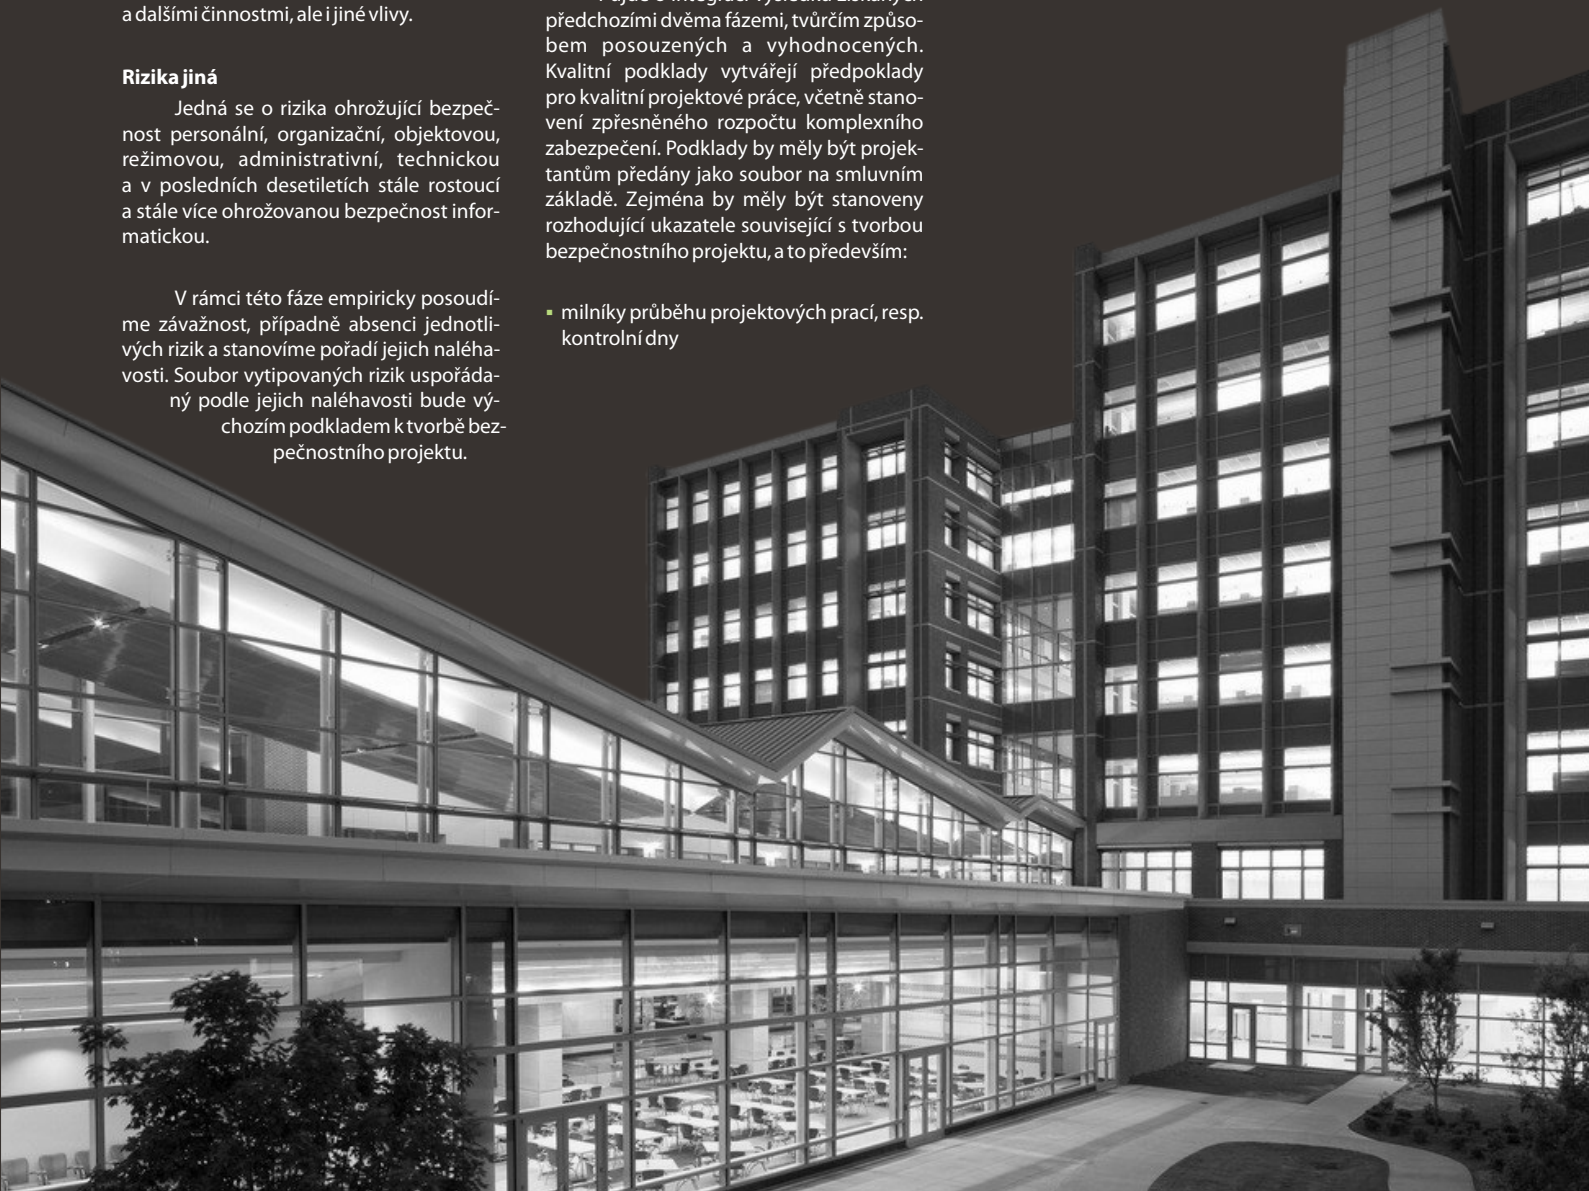 a dalšími činnostmi, ale i jiné vlivy.
Rizika jiná
Jedná se o rizika ohrožující bezpeč-
nost personální, organizační, objektovou,
režimovou, administrativní, technickou
a v posledních desetiletích stále rostoucí
a stále více ohrožovanou bezpečnost infor-
matickou.
V rámci této fáze empiricky posoudí-
me závažnost, případně absenci jednotli-
vých rizik a stanovíme pořadí jejich naléha-
vosti. Soubor vytipovaných rizik uspořáda-
ný podle jejich naléhavosti bude vý-
chozím podkladem k tvorbě bez-
pečnostního projektu.
předchozími dvěma fázemi, tvůrčím způso-
bem posouzených a vyhodnocených.
Kvalitní podklady vytvářejí předpoklady
pro kvalitní projektové práce, včetně stano-
vení zpřesněného rozpočtu komplexního
zabezpečení. Podklady by měly být projek-
tantům předány jako soubor na smluvním
základě. Zejména by měly být stanoveny
rozhodující ukazatele související s tvorbou
bezpečnostního projektu, a to především:
▪ milníky průběhu projektových prací, resp.
kontrolní dny